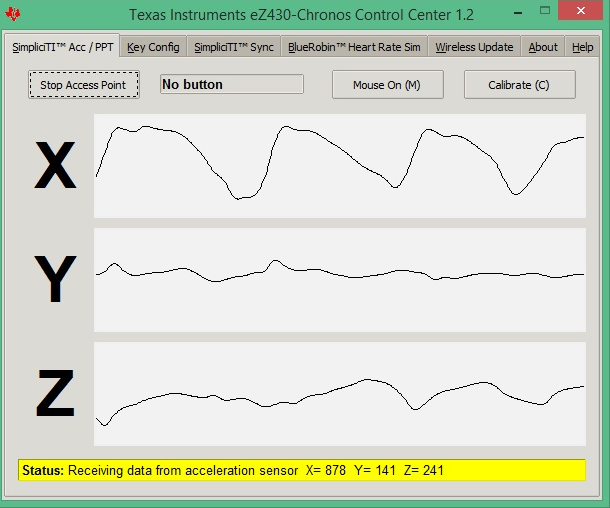 Texas Instruments eZ430-Chronos Control Center 1.2
SimpliciTI™ Acc / PPT Key Config SimpliciTI™ Sync BlueRobin™ Heart Rate Sim Wireless Update About Help
Stop Access Point No button Mouse On (M) Calibrate (C)
X
Y
Z
Status: Receiving data from acceleration sensor X= 878 Y= 141 Z= 241